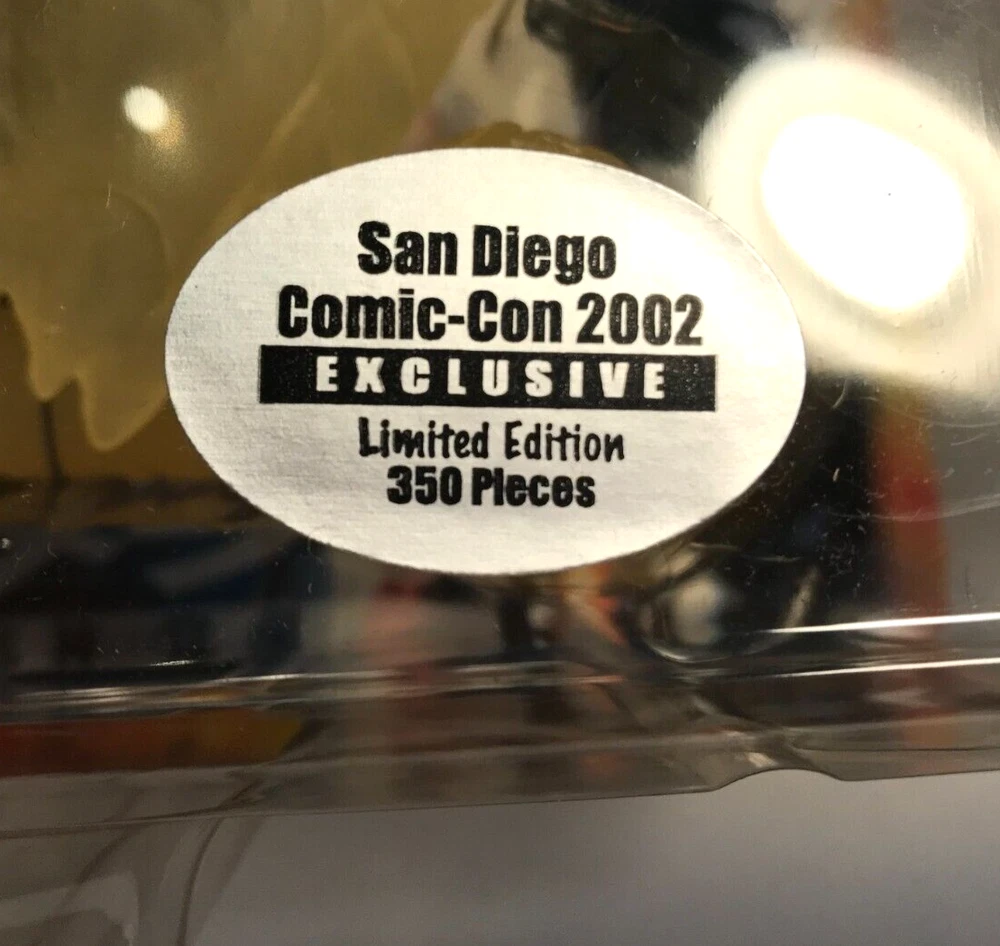 San Diego
Comic-Con 2002
EXCLUSIVE
Limited Edition
350 Pieces